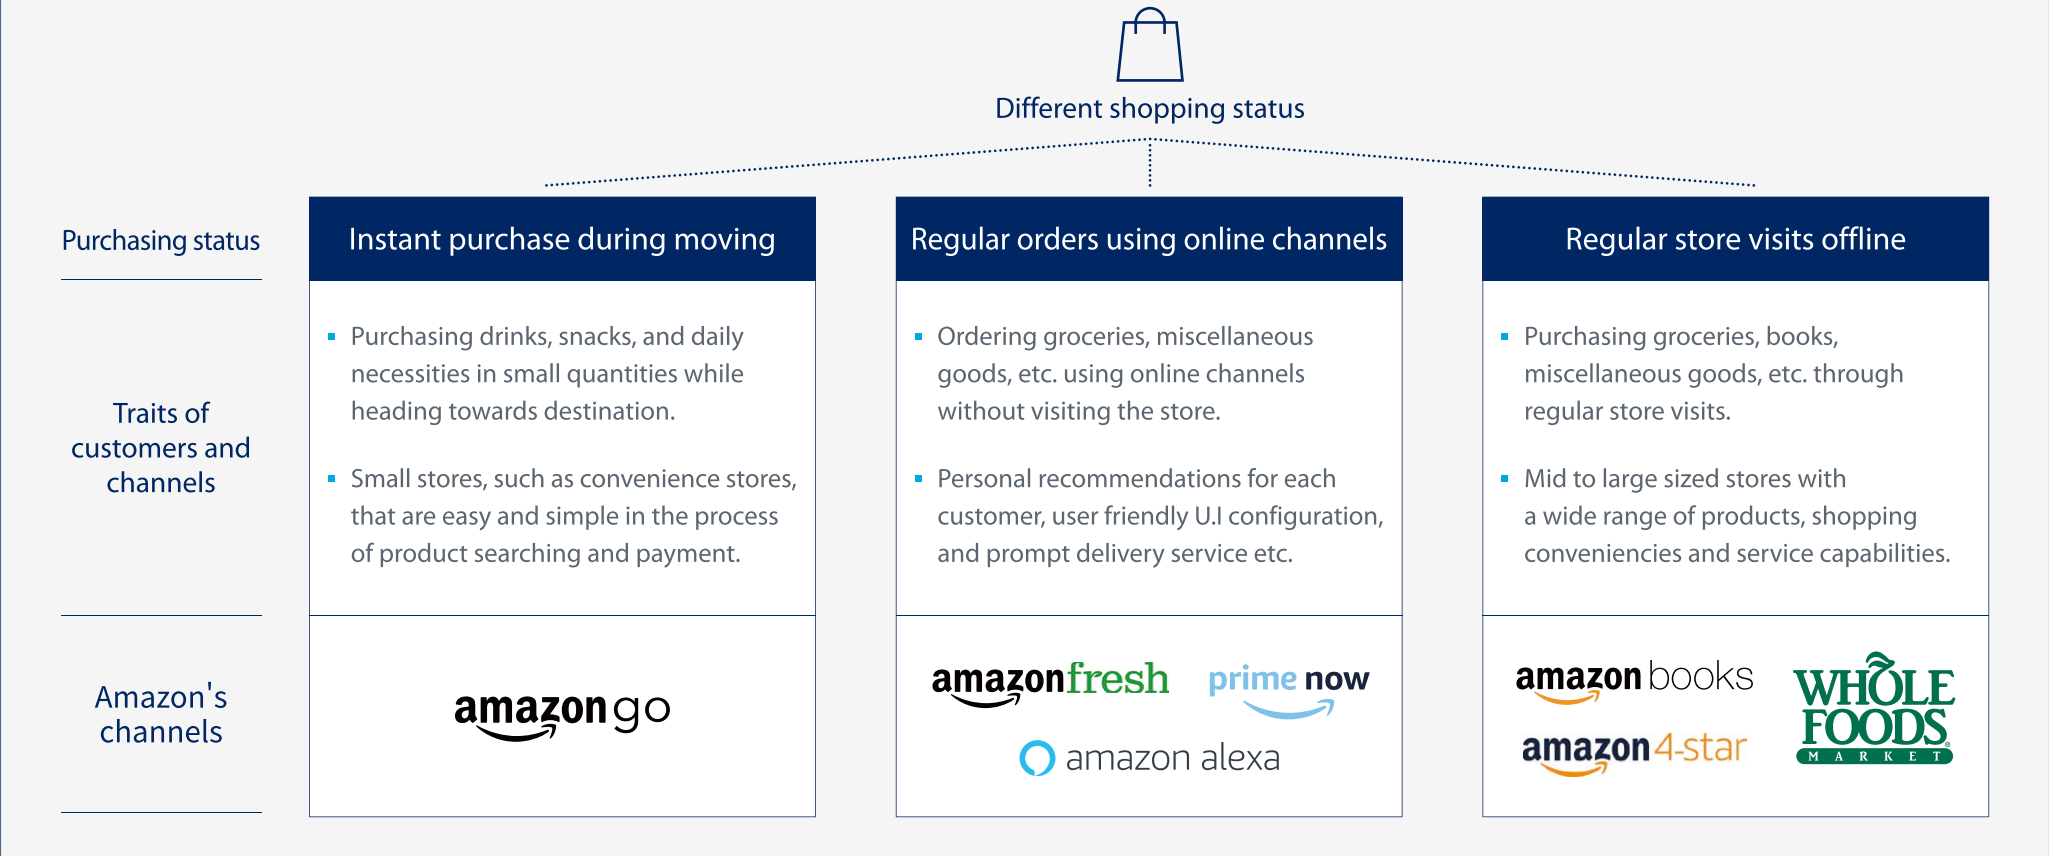 Different shopping status
Purchasing status
Instant purchase during moving
Regular orders using online channels
Regular store visits offline
Traits of
customers and
channels
Purchasing drinks, snacks, and daily
necessities in small quantities while
heading towards destination.
Small stores, such as convenience stores,
that are easy and simple in the process
of product searching and payment.
Ordering groceries, miscellaneous
goods, etc. using online channels
without visiting the store.
Personal recommendations for each
customer, user friendly U.I configuration,
and prompt delivery service etc.
Purchasing groceries, books,
miscellaneous goods, etc. through
regular store visits.
Mid to large sized stores with
a wide range of products, shopping
conveniencies and service capabilities.
Amazon's
channels
amazon go
amazonfresh
prime now
amazon alexa
amazon books
amazon 4-star
WHOLE
FOODS
MARKET